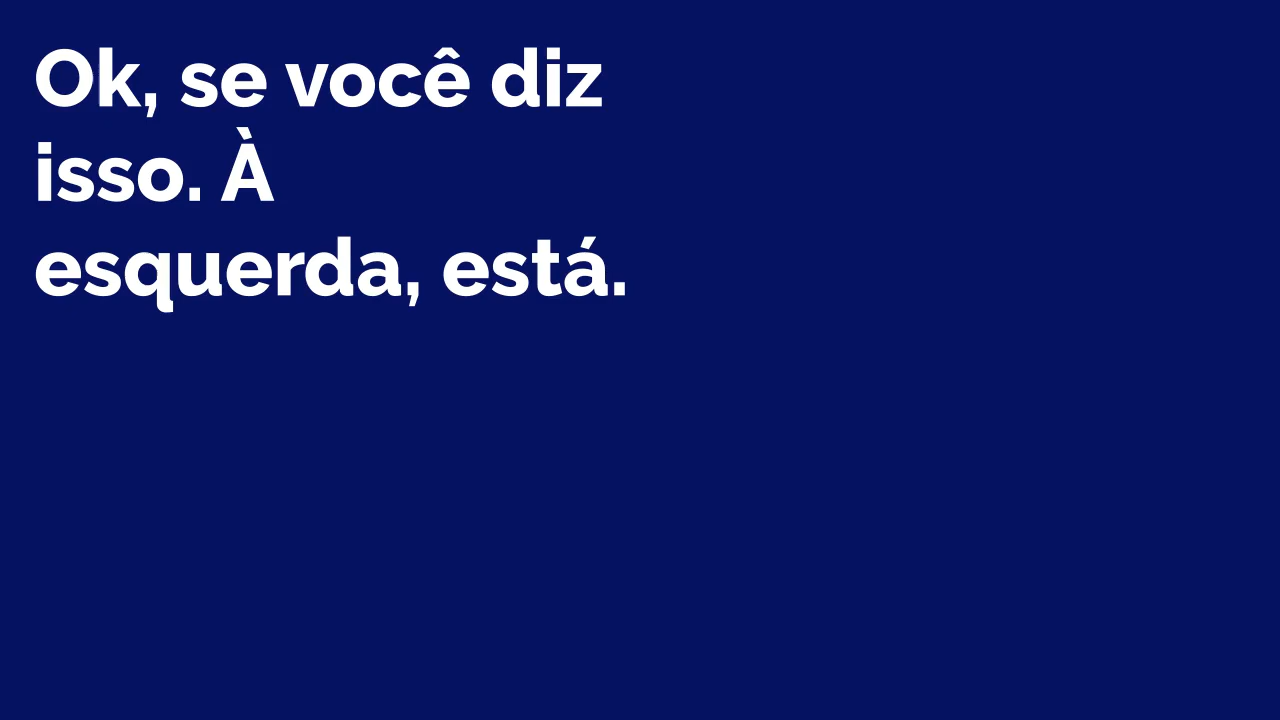 Ok, se você diz
isso. À
esquerda, está.